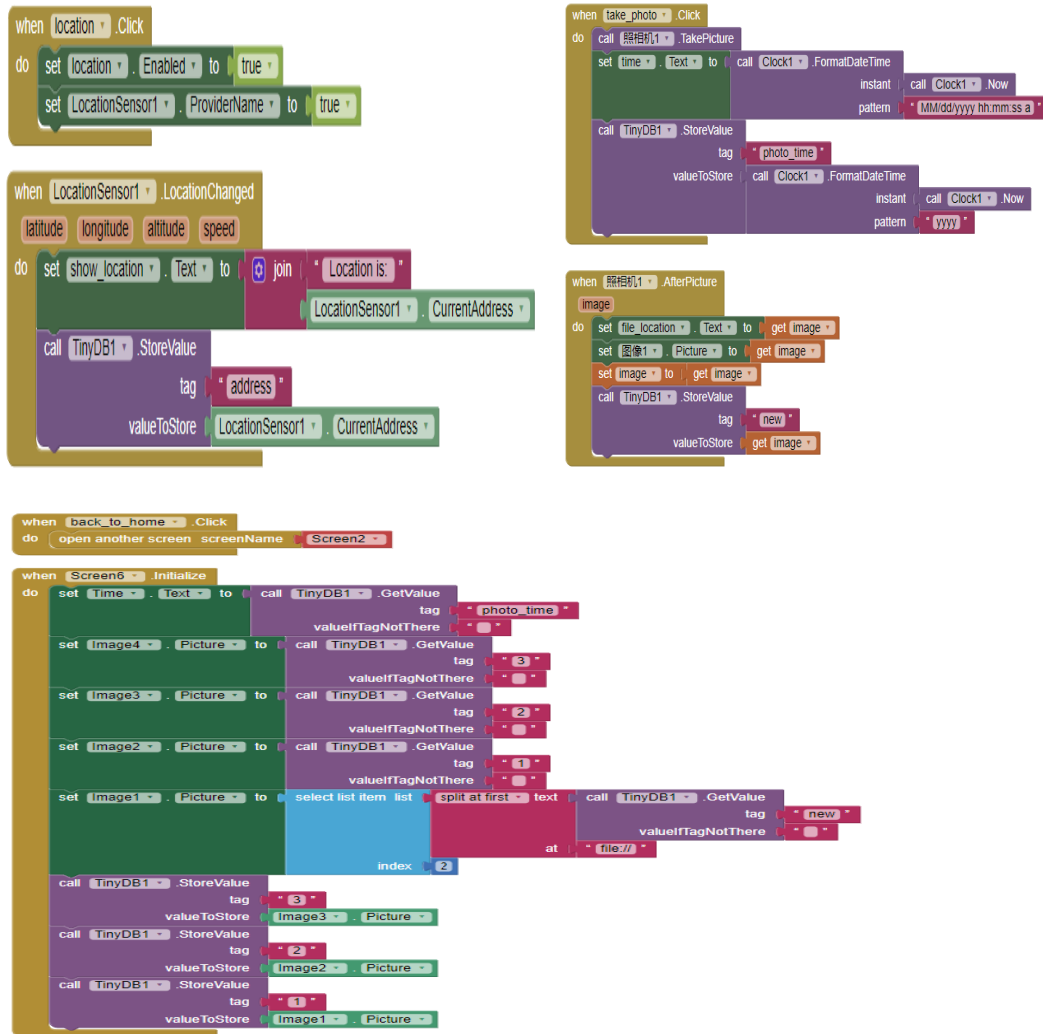 when location .Click
do set location . Enabled to true
set LocationSensor1 . ProviderName to true
when LocationSensor1 .LocationChanged
latitude longitude altitude speed
do set show_location . Text to join " Location is: "
LocationSensor1 . CurrentAddress
call TinyDB1 .StoreValue
tag " address "
valueToStore LocationSensor1 . CurrentAddress
when take_photo .Click
do call 照相机1 .TakePicture
set time . Text to call Clock1 .FormatDateTime
instant call Clock1 .Now
pattern " MM/dd/yyyy hh:mm:ss a "
call TinyDB1 .StoreValue
tag " photo_time "
valueToStore call Clock1 .FormatDateTime
instant call Clock1 .Now
pattern " yyyy "
when 照相机1 .AfterPicture
image
do set file_location . Text to get image
set 图像1 . Picture to get image
set image to get image
call TinyDB1 .StoreValue
tag " new "
valueToStore get image
when back_to_home .Click
do open another screen screenName Screen2
when Screen6 .Initialize
do set Time . Text to call TinyDB1 .GetValue
tag " photo_time "
valueIfTagNotThere " "
set Image4 . Picture to call TinyDB1 .GetValue
tag " 3 "
valueIfTagNotThere " "
set Image3 . Picture to call TinyDB1 .GetValue
tag " 2 "
valueIfTagNotThere " "
set Image2 . Picture to call TinyDB1 .GetValue
tag " 1 "
valueIfTagNotThere " "
set Image1 . Picture to select list item list split at first text call TinyDB1 .GetValue
tag " new "
valueIfTagNotThere " "
at " file:// "
index 2
call TinyDB1 .StoreValue
tag " 3 "
valueToStore Image3 . Picture
call TinyDB1 .StoreValue
tag " 2 "
valueToStore Image2 . Picture
call TinyDB1 .StoreValue
tag " 1 "
valueToStore Image1 . Picture